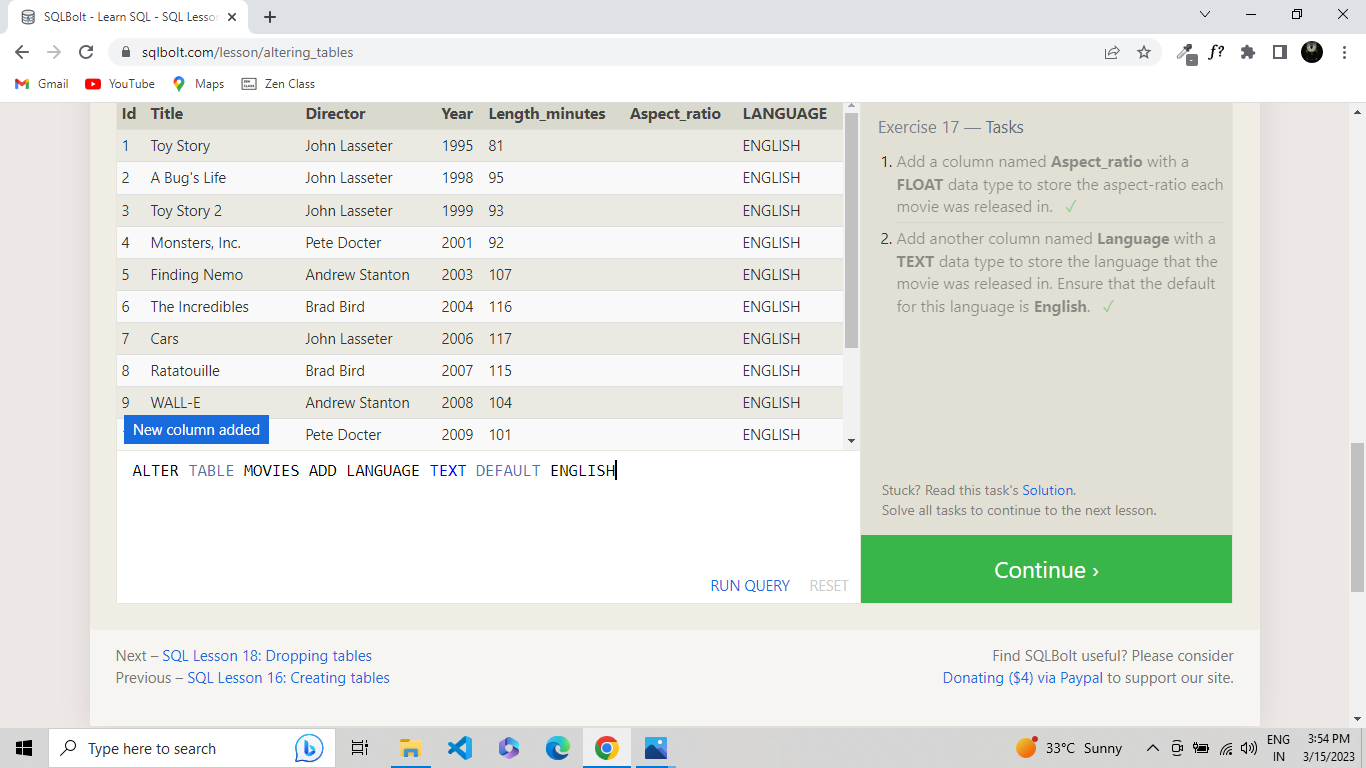 SQLBolt - Learn SQL - SQL Lesson
sqlbolt.com/lesson/altering_tables
f?
Gmail YouTube Maps Zen Class
Id Title Director Year Length_minutes Aspect_ratio LANGUAGE
1 Toy Story John Lasseter 1995 81 ENGLISH
2 A Bug's Life John Lasseter 1998 95 ENGLISH
3 Toy Story 2 John Lasseter 1999 93 ENGLISH
4 Monsters, Inc. Pete Docter 2001 92 ENGLISH
5 Finding Nemo Andrew Stanton 2003 107 ENGLISH
6 The Incredibles Brad Bird 2004 116 ENGLISH
7 Cars John Lasseter 2006 117 ENGLISH
8 Ratatouille Brad Bird 2007 115 ENGLISH
9 WALL-E Andrew Stanton 2008 104 ENGLISH
Pete Docter 2009 101 ENGLISH
New column added
ALTER TABLE MOVIES ADD LANGUAGE TEXT DEFAULT ENGLISH
RUN QUERY RESET
Exercise 17 — Tasks
1. Add a column named Aspect_ratio with a
FLOAT data type to store the aspect-ratio each
movie was released in. ✓
2. Add another column named Language with a
TEXT data type to store the language that the
movie was released in. Ensure that the default
for this language is English. ✓
Stuck? Read this task's Solution.
Solve all tasks to continue to the next lesson.
Continue ›
Next – SQL Lesson 18: Dropping tables
Previous – SQL Lesson 16: Creating tables
Find SQLBolt useful? Please consider
Donating ($4) via Paypal to support our site.
Type here to search
33°C Sunny
ENG
IN
3:54 PM
3/15/2023